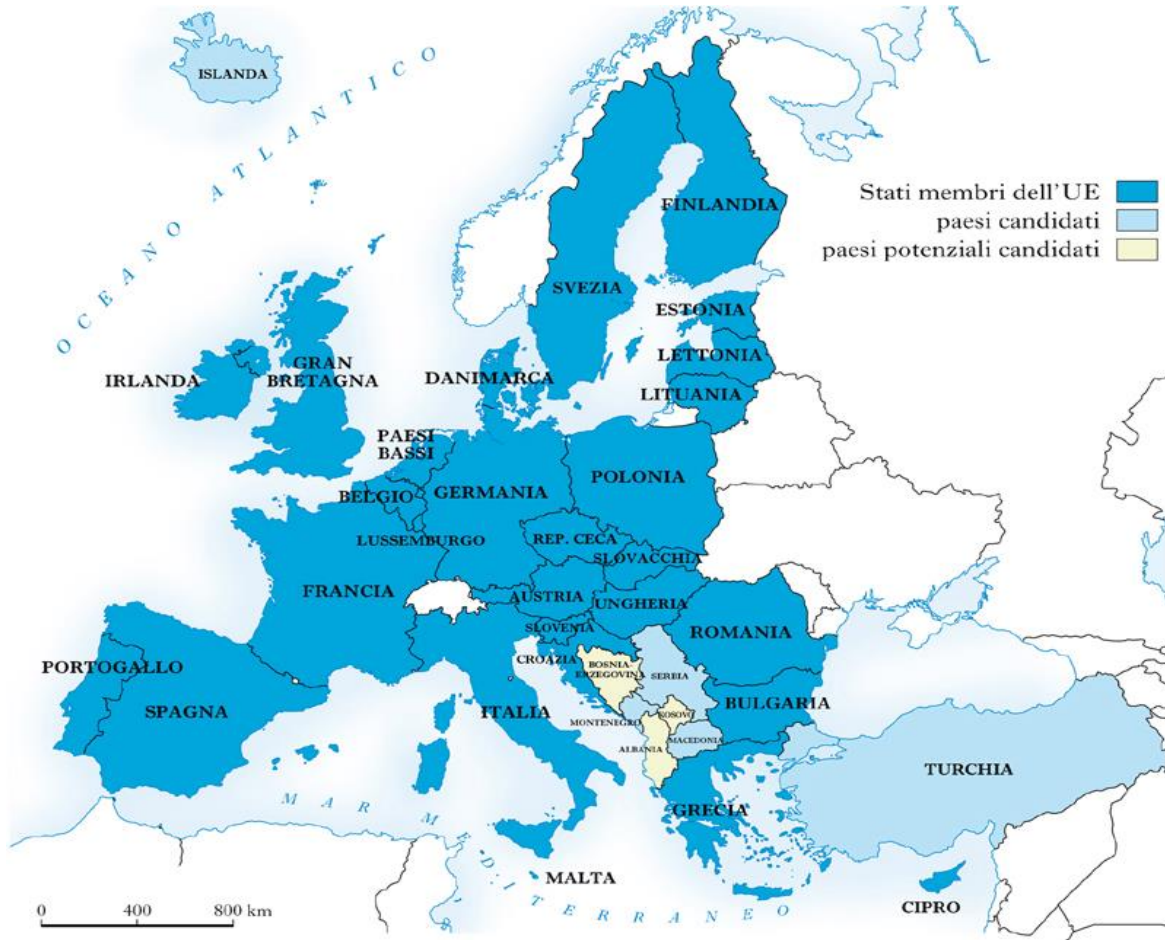 ISLANDA
OCEANO ATLANTICO
Stati membri dell'UE
paesi candidati
paesi potenziali candidati
FINLANDIA
SVEZIA
ESTONIA
LETTONIA
LITUANIA
IRLANDA
GRAN
BRETAGNA
DANIMARCA
PAESI
BASSI
BELGIO
GERMANIA
POLONIA
LUSSEMBURGO
REP. CECA
SLOVACCHIA
FRANCIA
AUSTRIA
UNGHERIA
SLOVENIA
ROMANIA
CROAZIA
BOSNIA-
ERZEGOVINA
SERBIA
PORTOGALLO
SPAGNA
ITALIA
MONTENEGRO
KOSOVO
BULGARIA
ALBANIA
MACEDONIA
TURCHIA
GRECIA
MAR MEDITERRANEO
MALTA
CIPRO
0 400 800 km